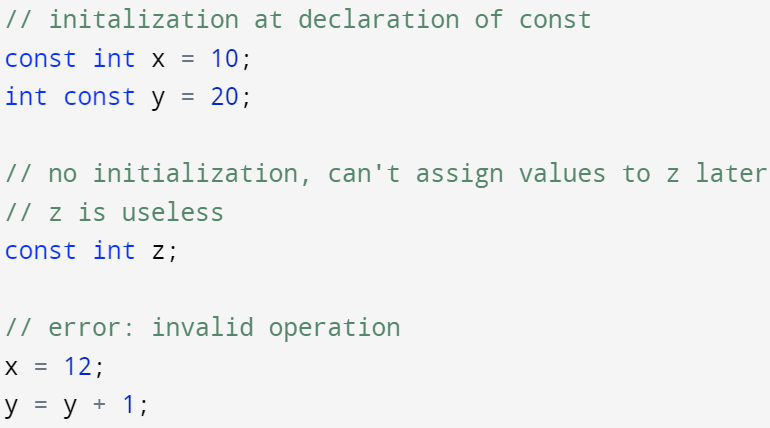 // initalization at declaration of const
const int x = 10;
int const y = 20;
// no initialization, can't assign values to z later
// z is useless
const int z;
// error: invalid operation
x = 12;
y = y + 1;